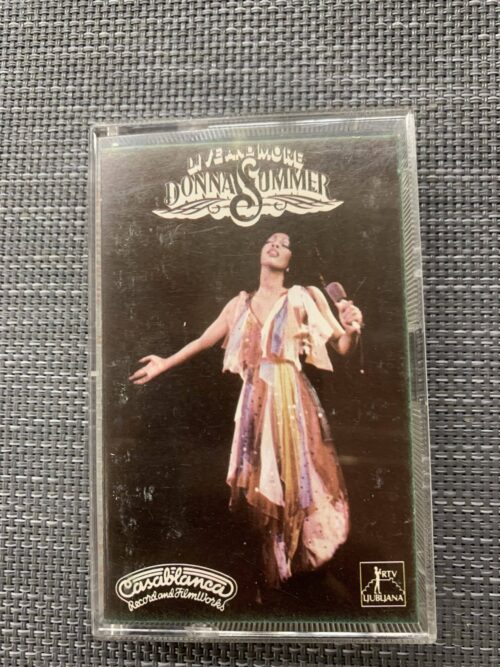 LIVE AND MORE
DONNA SUMMER
Casablanca
Record and FilmWorks
RTV
LJUBLJANA